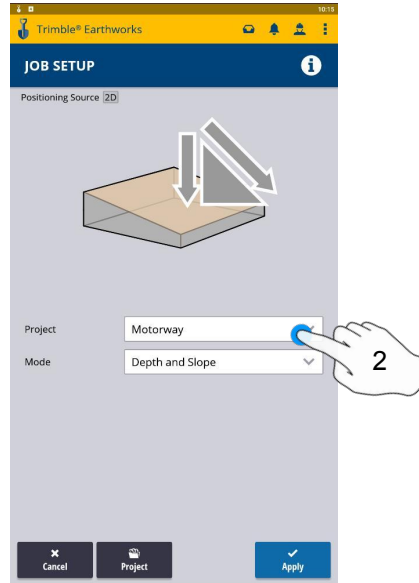 10:15
Trimble® Earthworks
JOB SETUP
Positioning Source 2D
Project Motorway
Mode Depth and Slope
2
Cancel Project Apply